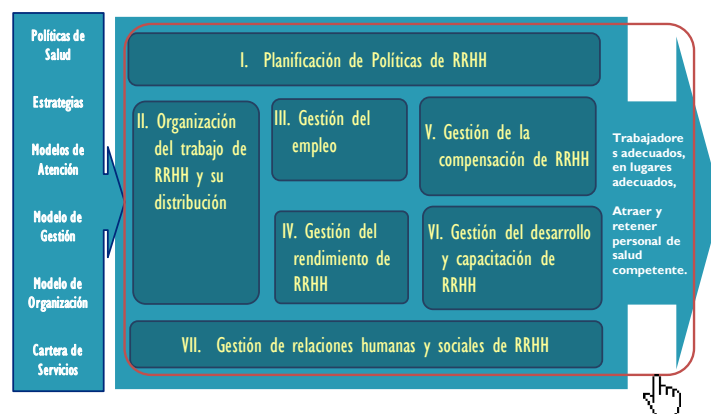 Políticas de
Salud
Estrategias
Modelos de
Atención
Modelo de
Gestión
Modelo de
Organización
Cartera de
Servicios
I. Planificación de Políticas de RRHH
II. Organización
del trabajo de
RRHH y su
distribución
III. Gestión del
empleo
IV. Gestión del
rendimiento de
RRHH
V. Gestión de la
compensación de RRHH
VI. Gestión del desarrollo
y capacitación de
RRHH
VII. Gestión de relaciones humanas y sociales de RRHH
Trabajadore
s adecuados,
en lugares
adecuados,
Atraer y
retener
personal de
salud
competente.